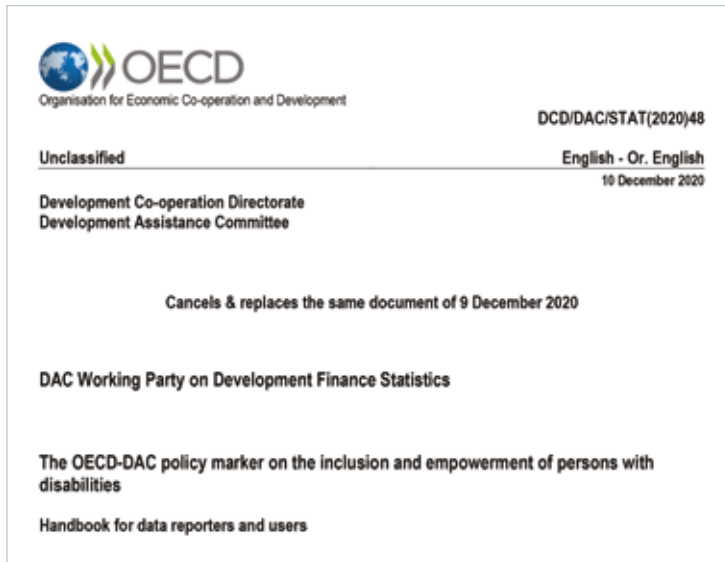 OECD
Organisation for Economic Co-operation and Development
DCD/DAC/STAT(2020)48
Unclassified
English - Or. English
10 December 2020
Development Co-operation Directorate
Development Assistance Committee
Cancels & replaces the same document of 9 December 2020
DAC Working Party on Development Finance Statistics
The OECD-DAC policy marker on the inclusion and empowerment of persons with
disabilities
Handbook for data reporters and users